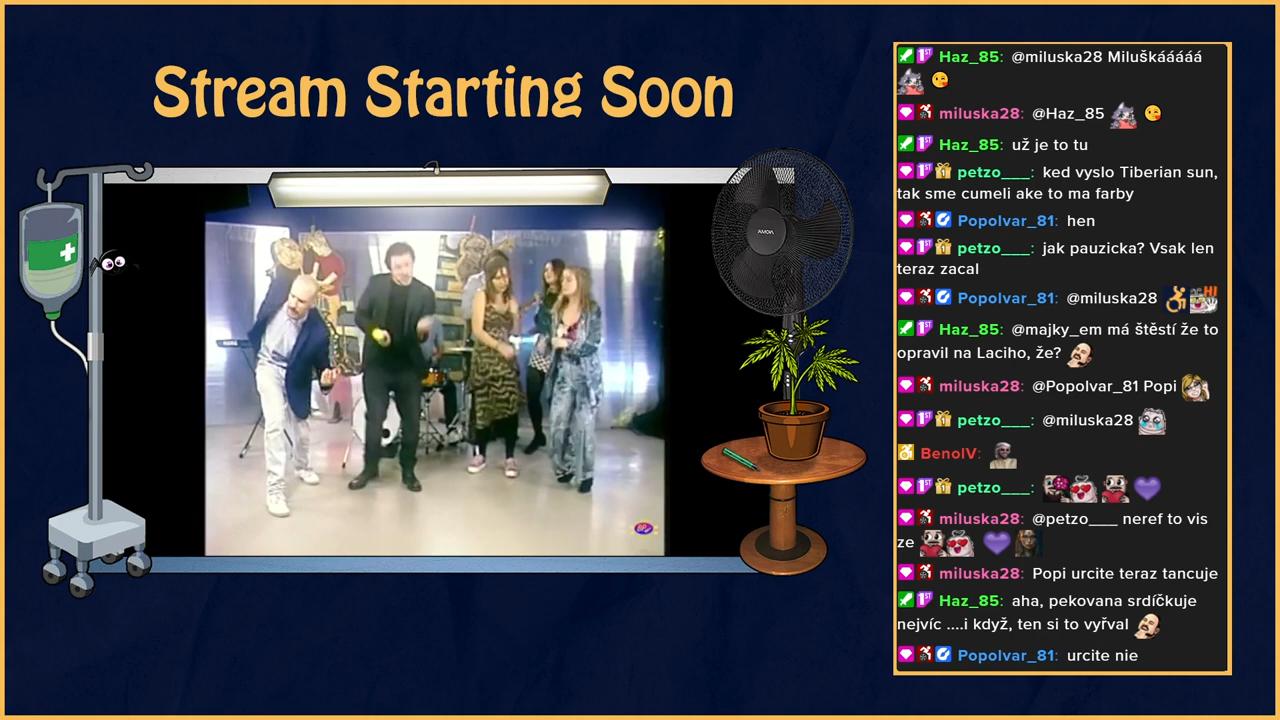 Stream Starting Soon
AMOA
Haz_85: @miluska28 Miluškááááá
miluska28: @Haz_85
Haz_85: už je to tu
petzo___: ked vyslo Tiberian sun,
tak sme cumeli ake to ma farby
Popolvar_81: hen
petzo___: jak pauzicka? Vsak len
teraz zacal
Popolvar_81: @miluska28 HI
Haz_85: @majky_em má štěstí že to
opravil na Laciho, že?
miluska28: @Popolvar_81 Popi
petzo___: @miluska28
BenolV:
petzo___:
miluska28: @petzo___ neref to vis
ze
miluska28: Popi urcite teraz tancuje
Haz_85: aha, pekovana srdíčkuje
nejvíc ....i když, ten si to vyřval
Popolvar_81: urcite nie